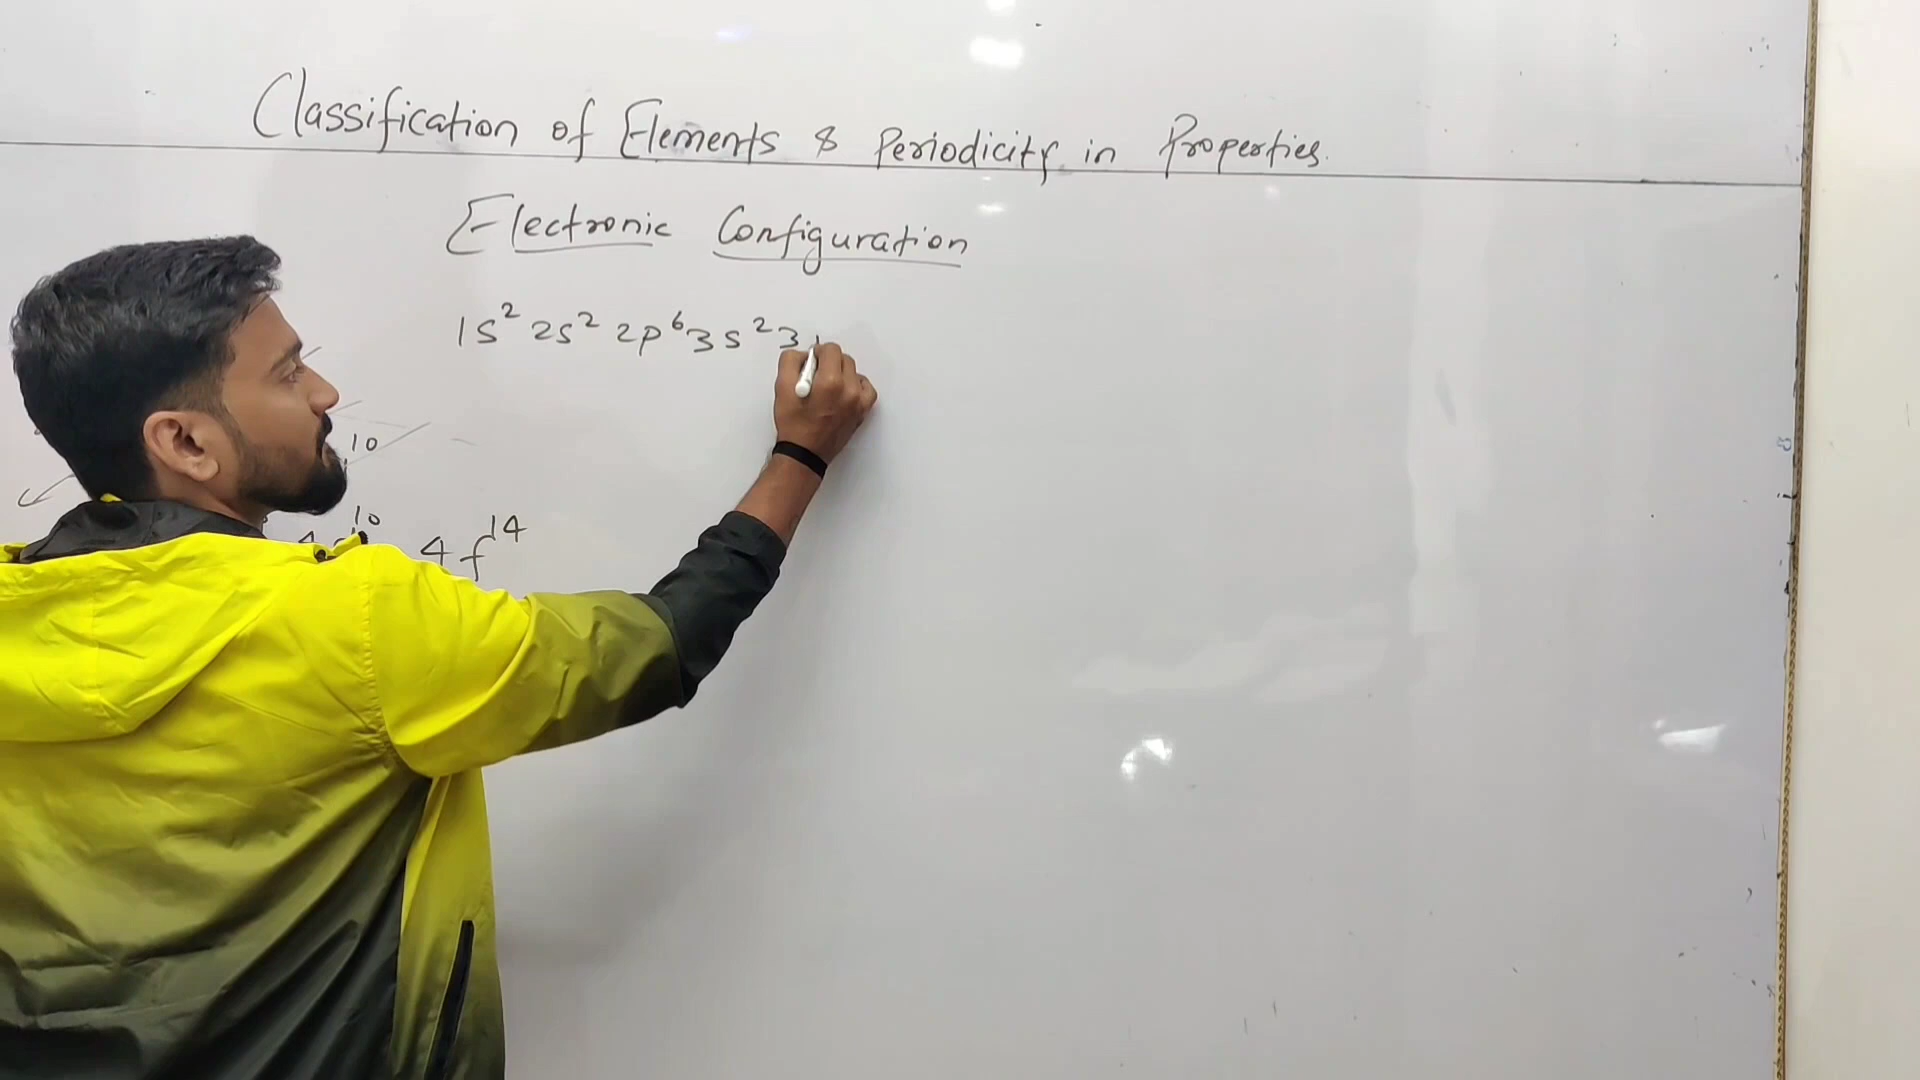 Classification of Elements & Periodicity in Properties.
Electronic Configuration
1s² 2s² 2p⁶ 3s² 3
10
10 4f¹⁴